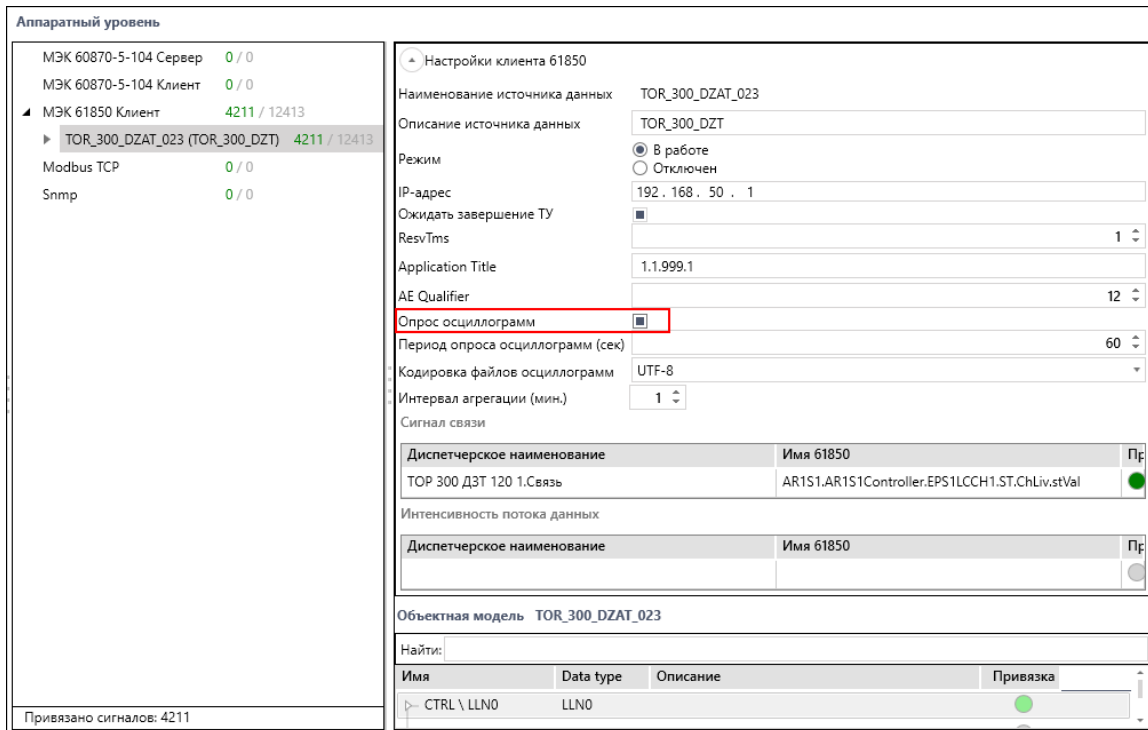 Аппаратный уровень
МЭК 60870-5-104 Сервер 0 / 0
МЭК 60870-5-104 Клиент 0 / 0
МЭК 61850 Клиент 4211 / 12413
TOR_300_DZAT_023 (TOR_300_DZT) 4211 / 12413
Modbus TCP 0 / 0
Snmp 0 / 0
Привязано сигналов: 4211
Настройки клиента 61850
Наименование источника данных TOR_300_DZAT_023
Описание источника данных TOR_300_DZT
Режим
В работе
Отключен
IP-адрес 192 . 168 . 50 . 1
Ожидать завершение ТУ
ResvTms 1
Application Title 1.1.999.1
AE Qualifier 12
Опрос осциллограмм
Период опроса осциллограмм (сек) 60
Кодировка файлов осциллограмм UTF-8
Интервал агрегации (мин.) 1
Сигнал связи
Диспетчерское наименование Имя 61850 Пр
ТОР 300 ДЗТ 120 1.Связь AR1S1.AR1S1Controller.EPS1LCCH1.ST.ChLiv.stVal
Интенсивность потока данных
Диспетчерское наименование Имя 61850 Пр
Объектная модель TOR_300_DZAT_023
Найти:
Имя Data type Описание Привязка
CTRL \ LLN0 LLN0